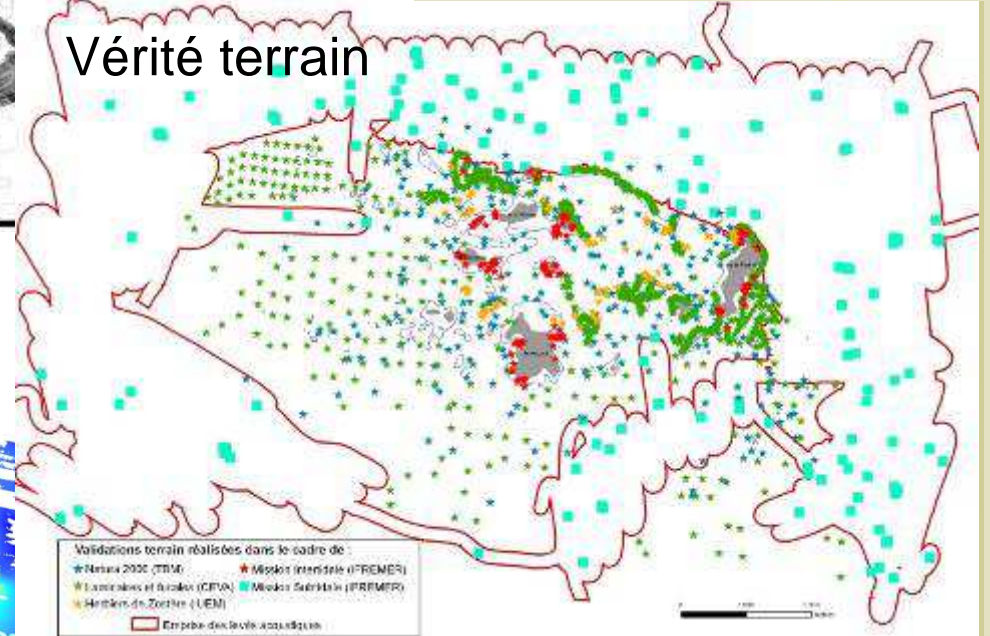 Vérité terrain
Validations terrain réalisées dans le cadre de :
Natura 2000 (TBM)
Mission Intertidale (IFREMER)
Laminaires et fucales (CEVA)
Mission Subtidale (IFREMER)
Herbiers de Zostère (IUEM)
Emprise des levés acoustiques